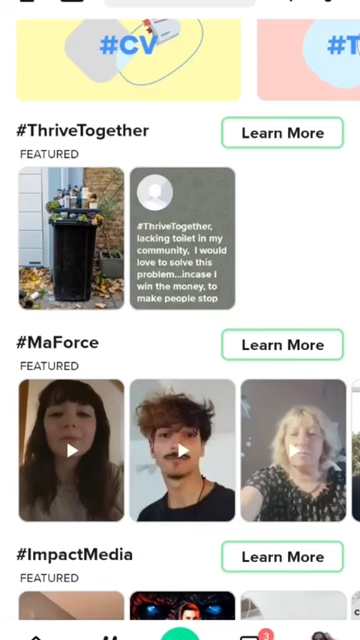 #CV
#T
#ThriveTogether
Learn More
FEATURED
#ThriveTogether,
lacking toilet in my
community, I would
love to solve this
problem...incase I
win the money, to
make people stop
#MaForce
Learn More
FEATURED
#ImpactMedia
Learn More
FEATURED
3